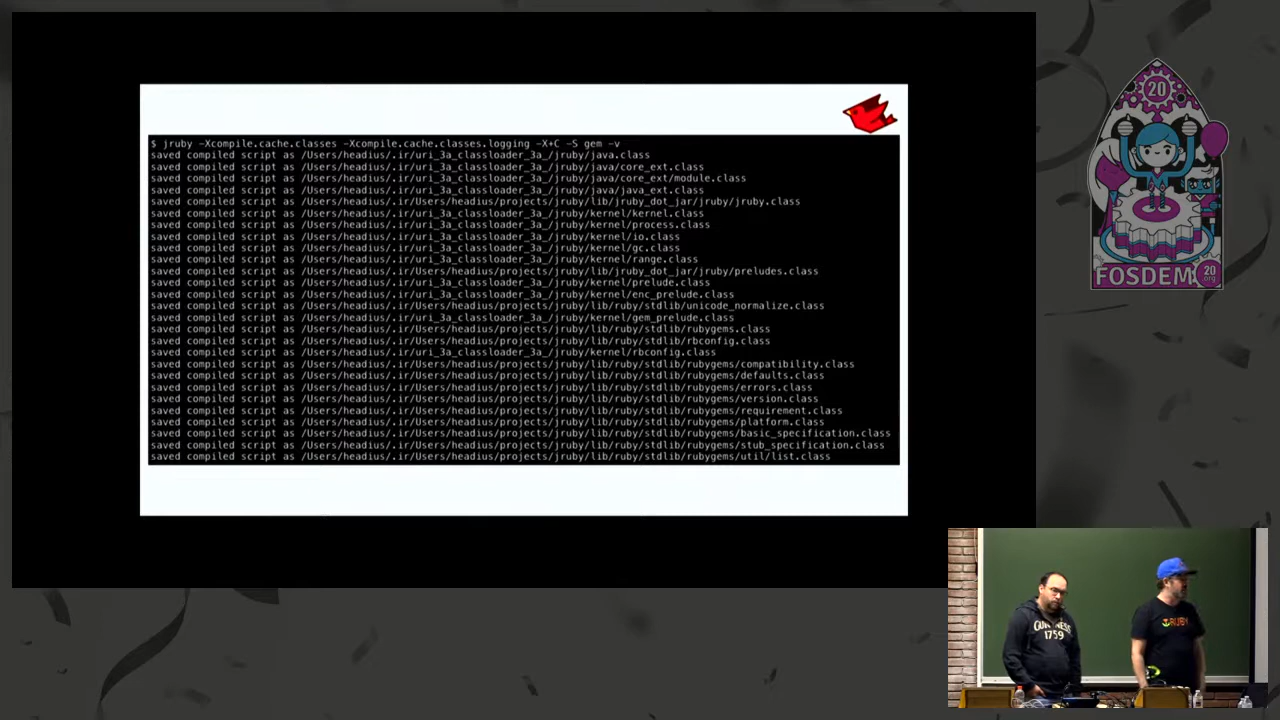 $ jruby -Xcompile.cache.classes -Xcompile.cache.classes.logging -X+C -S gem -v
saved compiled script as /Users/headius/.ir/uri_3a_classloader_3a_/jruby/java.class
saved compiled script as /Users/headius/.ir/uri_3a_classloader_3a_/jruby/java/core_ext.class
saved compiled script as /Users/headius/.ir/uri_3a_classloader_3a_/jruby/java/core_ext/module.class
saved compiled script as /Users/headius/.ir/uri_3a_classloader_3a_/jruby/java/java_ext.class
saved compiled script as /Users/headius/.ir/Users/headius/projects/jruby/lib/jruby_dot_jar/jruby/jruby.class
saved compiled script as /Users/headius/.ir/uri_3a_classloader_3a_/jruby/kernel/kernel.class
saved compiled script as /Users/headius/.ir/uri_3a_classloader_3a_/jruby/kernel/process.class
saved compiled script as /Users/headius/.ir/uri_3a_classloader_3a_/jruby/kernel/io.class
saved compiled script as /Users/headius/.ir/uri_3a_classloader_3a_/jruby/kernel/gc.class
saved compiled script as /Users/headius/.ir/uri_3a_classloader_3a_/jruby/kernel/range.class
saved compiled script as /Users/headius/.ir/Users/headius/projects/jruby/lib/jruby_dot_jar/jruby/preludes.class
saved compiled script as /Users/headius/.ir/uri_3a_classloader_3a_/jruby/kernel/prelude.class
saved compiled script as /Users/headius/.ir/uri_3a_classloader_3a_/jruby/kernel/enc_prelude.class
saved compiled script as /Users/headius/.ir/Users/headius/projects/jruby/lib/ruby/stdlib/unicode_normalize.class
saved compiled script as /Users/headius/.ir/uri_3a_classloader_3a_/jruby/kernel/gem_prelude.class
saved compiled script as /Users/headius/.ir/Users/headius/projects/jruby/lib/ruby/stdlib/rubygems.class
saved compiled script as /Users/headius/.ir/Users/headius/projects/jruby/lib/ruby/stdlib/rbconfig.class
saved compiled script as /Users/headius/.ir/uri_3a_classloader_3a_/jruby/kernel/rbconfig.class
saved compiled script as /Users/headius/.ir/Users/headius/projects/jruby/lib/ruby/stdlib/rubygems/compatibility.class
saved compiled script as /Users/headius/.ir/Users/headius/projects/jruby/lib/ruby/stdlib/rubygems/defaults.class
saved compiled script as /Users/headius/.ir/Users/headius/projects/jruby/lib/ruby/stdlib/rubygems/errors.class
saved compiled script as /Users/headius/.ir/Users/headius/projects/jruby/lib/ruby/stdlib/rubygems/version.class
saved compiled script as /Users/headius/.ir/Users/headius/projects/jruby/lib/ruby/stdlib/rubygems/requirement.class
saved compiled script as /Users/headius/.ir/Users/headius/projects/jruby/lib/ruby/stdlib/rubygems/platform.class
saved compiled script as /Users/headius/.ir/Users/headius/projects/jruby/lib/ruby/stdlib/rubygems/basic_specification.class
saved compiled script as /Users/headius/.ir/Users/headius/projects/jruby/lib/ruby/stdlib/rubygems/stub_specification.class
saved compiled script as /Users/headius/.ir/Users/headius/projects/jruby/lib/ruby/stdlib/rubygems/util/list.class
20
FOSDEM
20
.org
GUINNESS
1759
JRUBY